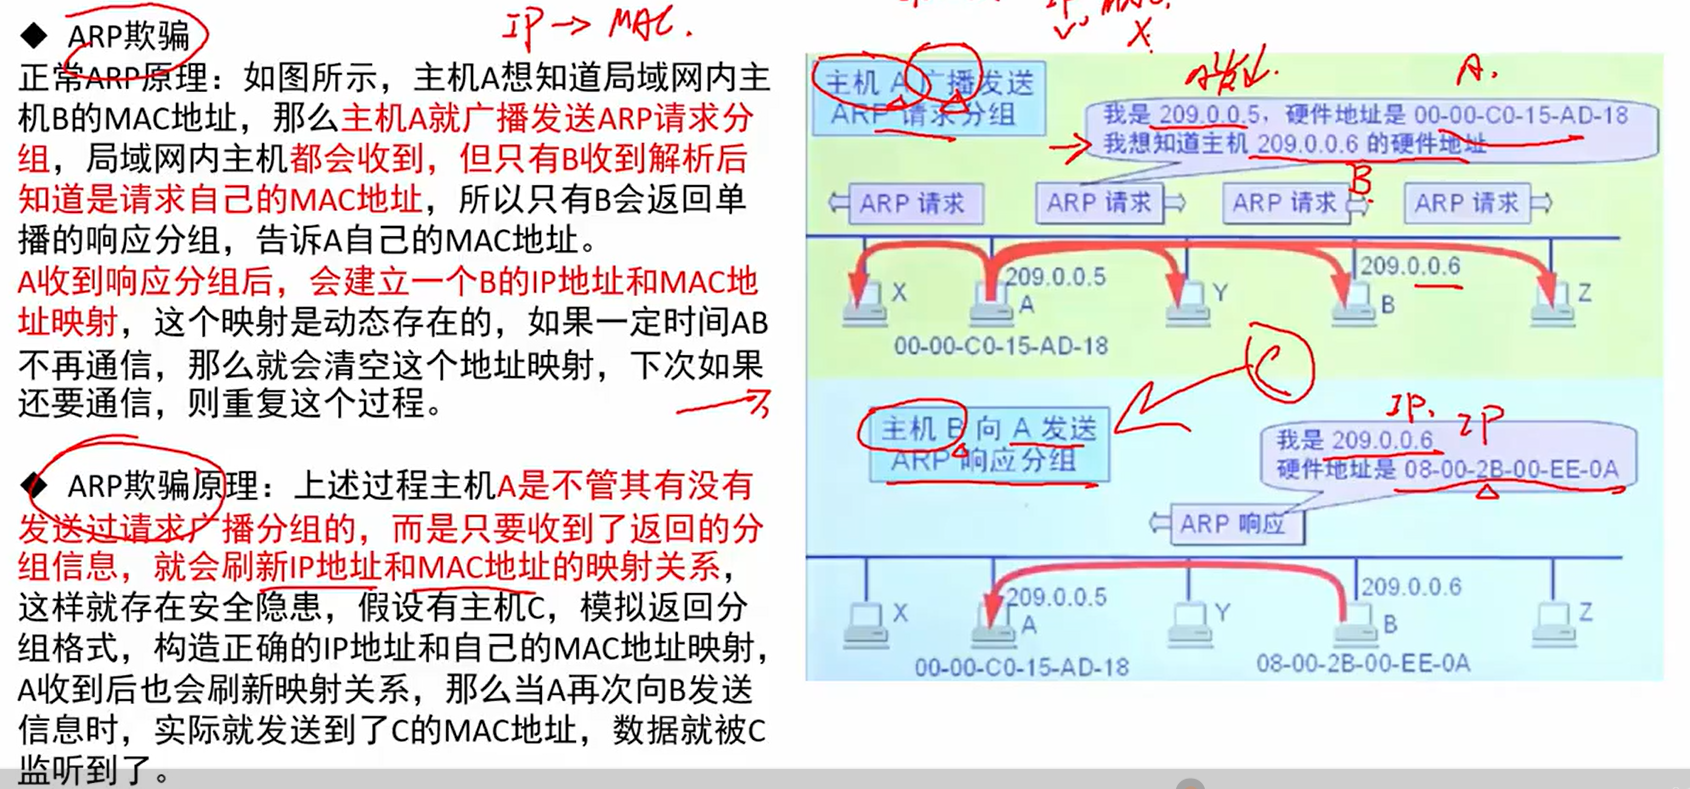 IP → MAC.
◆ ARP欺骗
正常ARP原理：如图所示，主机A想知道局域网内主
机B的MAC地址，那么主机A就广播发送ARP请求分
组，局域网内主机都会收到，但只有B收到解析后
知道是请求自己的MAC地址，所以只有B会返回单
播的响应分组，告诉A自己的MAC地址。
A收到响应分组后，会建立一个B的IP地址和MAC地
址映射，这个映射是动态存在的，如果一定时间AB
不再通信，那么就会清空这个地址映射，下次如果
还要通信，则重复这个过程。
◆ ARP欺骗原理：上述过程主机A是不管其有没有
发送过请求广播分组的，而是只要收到了返回的分
组信息，就会刷新IP地址和MAC地址的映射关系，
这样就存在安全隐患，假设有主机C，模拟返回分
组格式，构造正确的IP地址和自己的MAC地址映射，
A收到后也会刷新映射关系，那么当A再次向B发送
信息时，实际就发送到了C的MAC地址，数据就被C
监听到了。
X.
A.
主机 A 广播发送
ARP 请求分组
我是 209.0.0.5，硬件地址是 00-00-C0-15-AD-18
我想知道主机 209.0.0.6 的硬件地址
B
ARP 请求
ARP 请求
ARP 请求
ARP 请求
X
209.0.0.5
A
Y
209.0.0.6
B
Z
00-00-C0-15-AD-18
C
主机 B 向 A 发送
ARP 响应分组
IP.
IP
我是 209.0.0.6
硬件地址是 08-00-2B-00-EE-0A
ARP 响应
X
209.0.0.5
A
Y
209.0.0.6
B
Z
00-00-C0-15-AD-18
08-00-2B-00-EE-0A